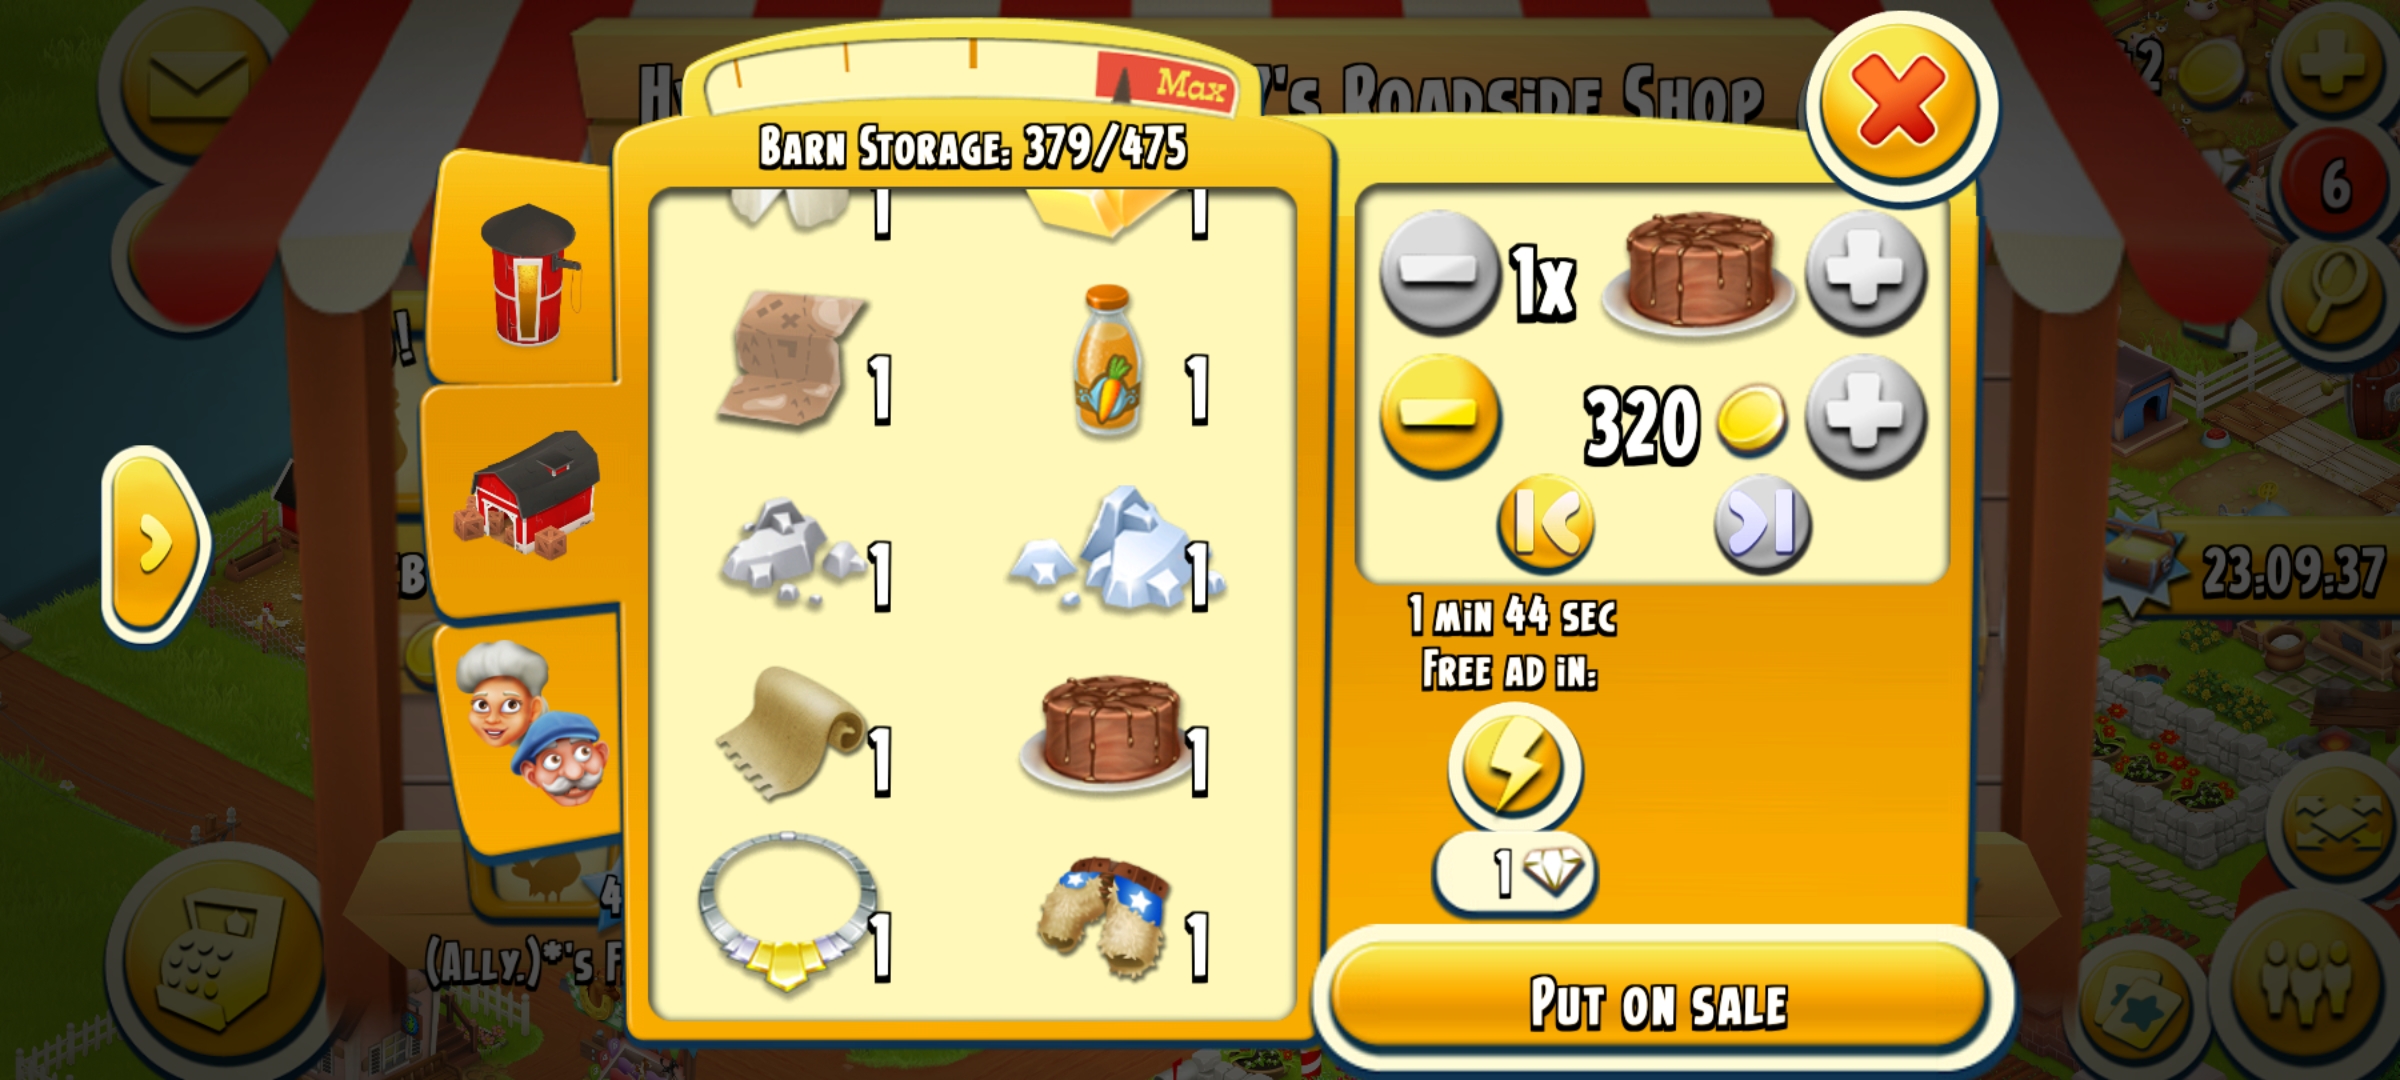 Max
Barn Storage: 379/475
's Roadside Shop
6
1
1
1x
1
1
320
1
1
1 min 44 sec
Free ad in:
23:09:37
1
1
1
1
1
(Ally.)*'s
Put on sale